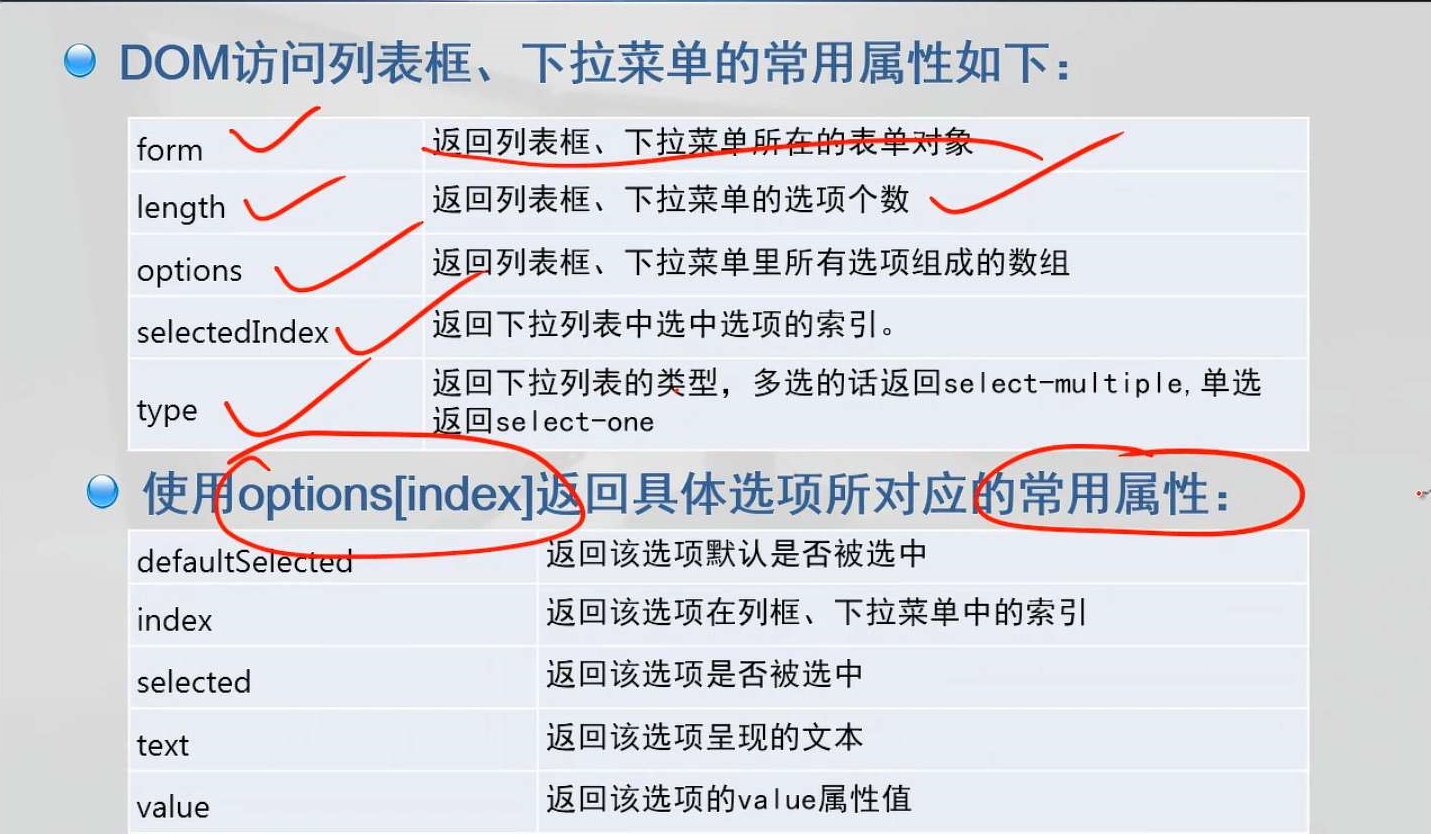 DOM访问列表框、下拉菜单的常用属性如下：
form 返回列表框、下拉菜单所在的表单对象
length 返回列表框、下拉菜单的选项个数
options 返回列表框、下拉菜单里所有选项组成的数组
selectedIndex 返回下拉列表中选中选项的索引。
type 返回下拉列表的类型，多选的话返回select-multiple,单选
返回select-one
使用options[index]返回具体选项所对应的常用属性：
defaultSelected 返回该选项默认是否被选中
index 返回该选项在列框、下拉菜单中的索引
selected 返回该选项是否被选中
text 返回该选项呈现的文本
value 返回该选项的value属性值